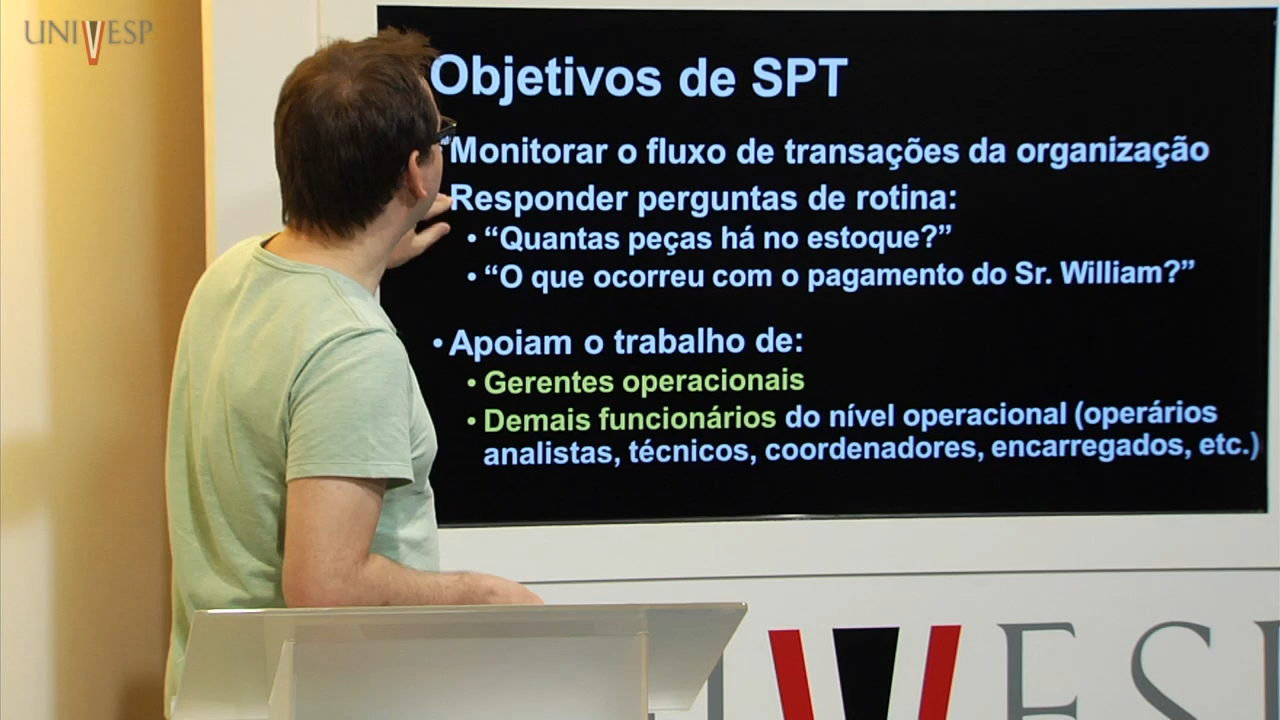 UNIVESP
Objetivos de SPT
Monitorar o fluxo de transações da organização
Responder perguntas de rotina:
• “Quantas peças há no estoque?”
• “O que ocorreu com o pagamento do Sr. William?”
• Apoiam o trabalho de:
• Gerentes operacionais
• Demais funcionários do nível operacional (operários
analistas, técnicos, coordenadores, encarregados, etc.)
VES